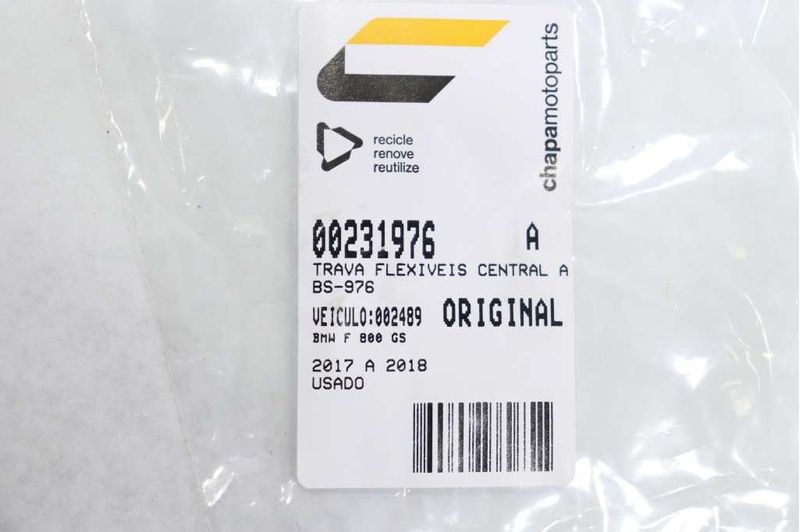 chapamotoparts
recicle
renove
reutilize
00231976 A
TRAVA FLEXIVEIS CENTRAL A
BS-976
VEICULO:002489 ORIGINAL
BMW F 800 GS
2017 A 2018
USADO